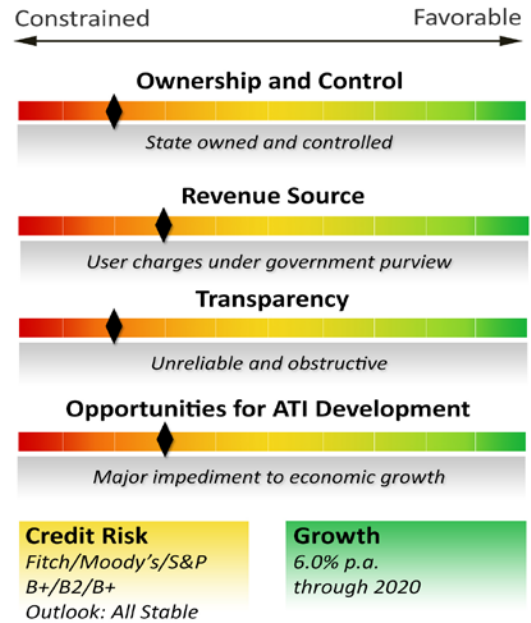 Constrained Favorable
Ownership and Control
State owned and controlled
Revenue Source
User charges under government purview
Transparency
Unreliable and obstructive
Opportunities for ATI Development
Major impediment to economic growth
Credit Risk
Fitch/Moody's/S&P
B+/B2/B+
Outlook: All Stable
Growth
6.0% p.a.
through 2020